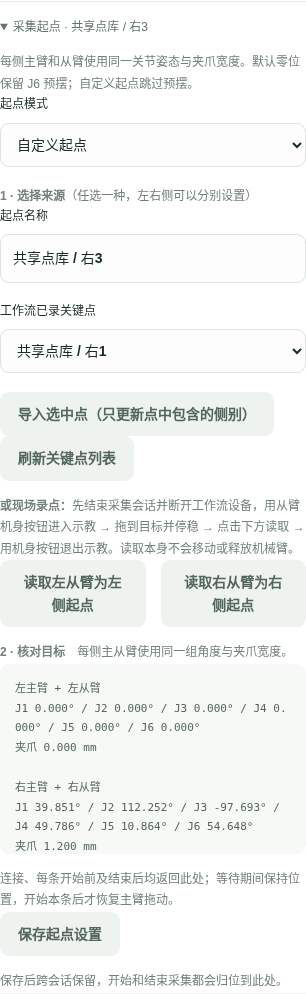 ▼ 采集起点 · 共享点库 / 右3
每侧主臂和从臂使用同一关节姿态与夹爪宽度。默认零位
保留 J6 预摆；自定义起点跳过预摆。
起点模式
自定义起点
1 · 选择来源（任选一种，左右侧可以分别设置）
起点名称
共享点库 / 右3
工作流已录关键点
共享点库 / 右1
导入选中点（只更新点中包含的侧别）
刷新关键点列表
或现场录点：先结束采集会话并断开工作流设备，用从臂
机身按钮进入示教 → 拖到目标并停稳 → 点击下方读取 →
用机身按钮退出示教。读取本身不会移动或释放机械臂。
读取左从臂为左
侧起点
读取右从臂为右
侧起点
2 · 核对目标 每侧主从臂使用同一组角度与夹爪宽度。
左主臂 + 左从臂
J1 0.000° / J2 0.000° / J3 0.000° / J4 0.
000° / J5 0.000° / J6 0.000°
夹爪 0.000 mm
右主臂 + 右从臂
J1 39.851° / J2 112.252° / J3 -97.693° /
J4 49.786° / J5 10.864° / J6 54.648°
夹爪 1.200 mm
连接、每条开始前及结束后均返回此处；等待期间保持位
置，开始本条后才恢复主臂拖动。
保存起点设置
保存后跨会话保留，开始和结束采集都会归位到此处。